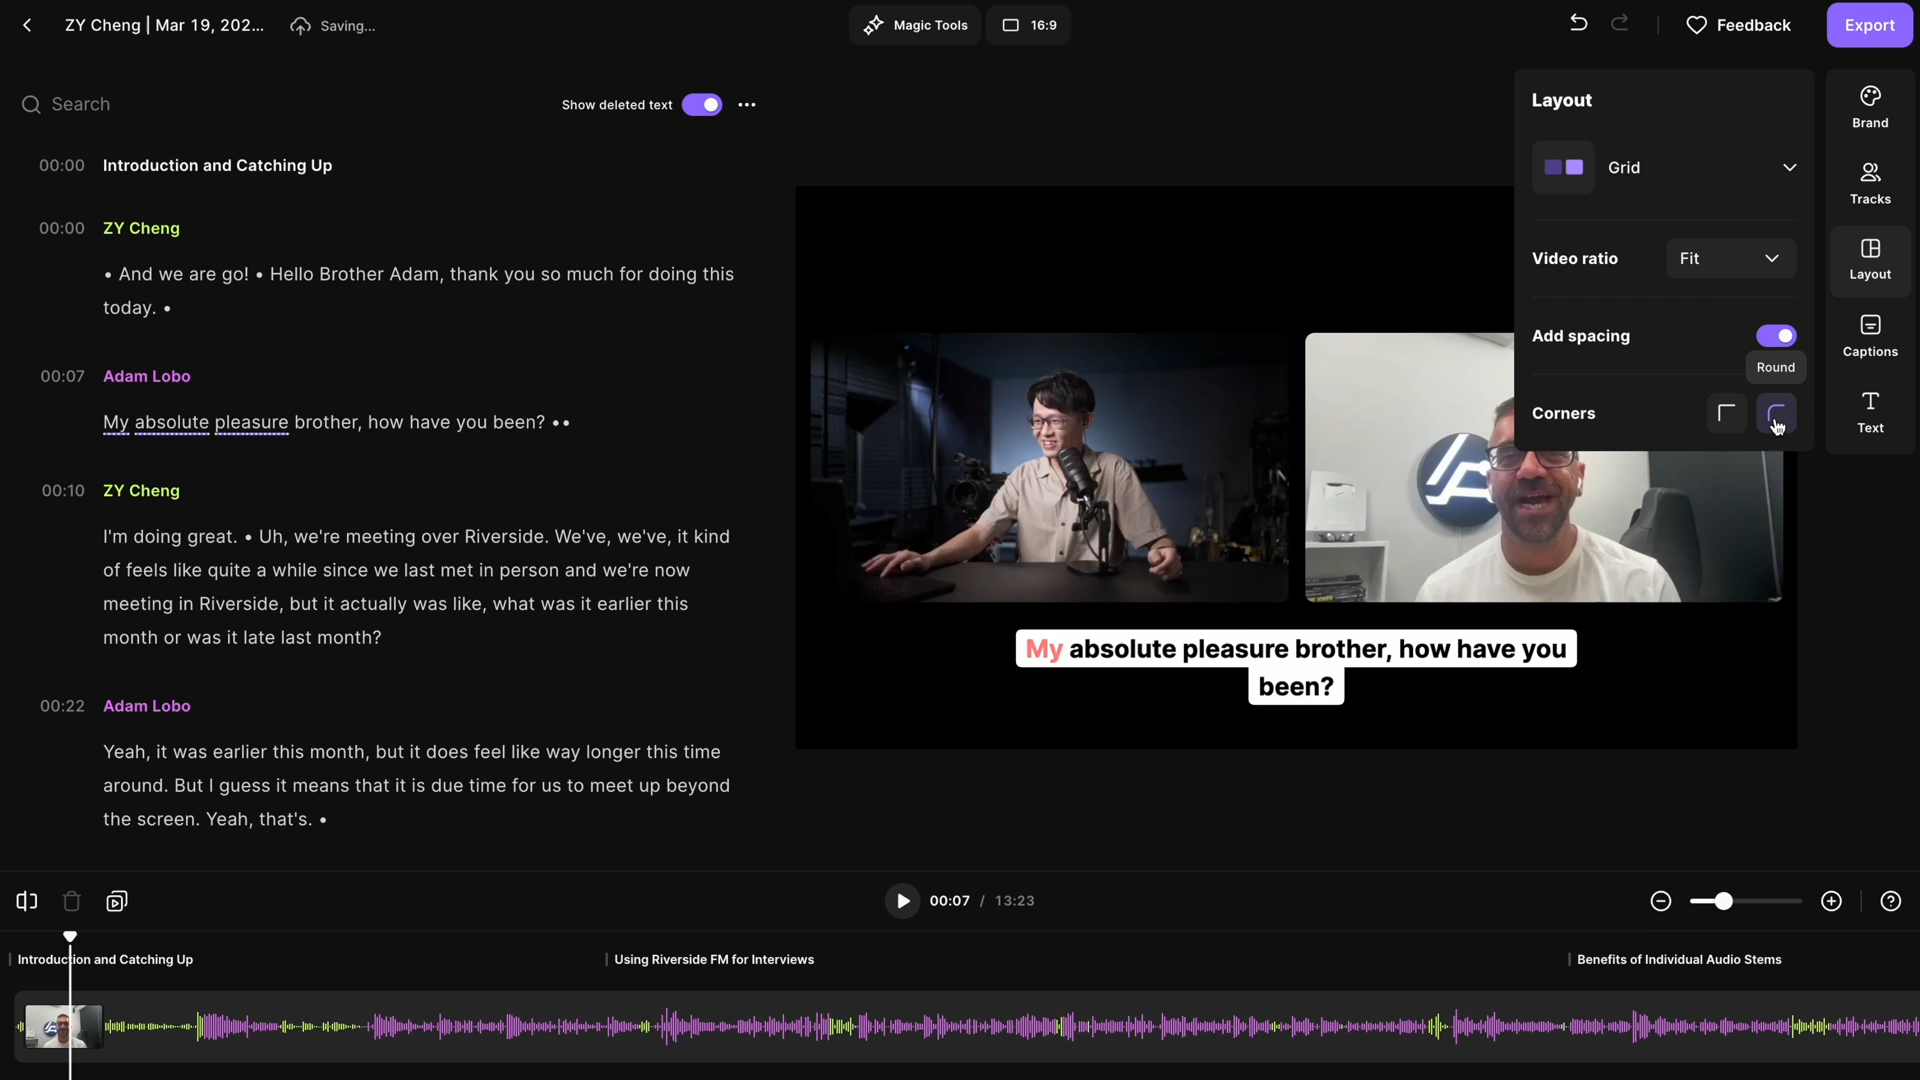 ZY Cheng | Mar 19, 202...
Saving...
Magic Tools
16:9
Feedback
Export
Search
Show deleted text
00:00 Introduction and Catching Up
00:00 ZY Cheng
• And we are go! • Hello Brother Adam, thank you so much for doing this
today. •
00:07 Adam Lobo
My absolute pleasure brother, how have you been? ••
00:10 ZY Cheng
I'm doing great. • Uh, we're meeting over Riverside. We've, we've, it kind
of feels like quite a while since we last met in person and we're now
meeting in Riverside, but it actually was like, what was it earlier this
month or was it late last month?
00:22 Adam Lobo
Yeah, it was earlier this month, but it does feel like way longer this time
around. But I guess it means that it is due time for us to meet up beyond
the screen. Yeah, that's. •
My absolute pleasure brother, how have you
been?
Layout
Grid
Video ratio
Fit
Add spacing
Round
Corners
Brand
Tracks
Layout
Captions
Text
00:07 / 13:23
Introduction and Catching Up
Using Riverside FM for Interviews
Benefits of Individual Audio Stems